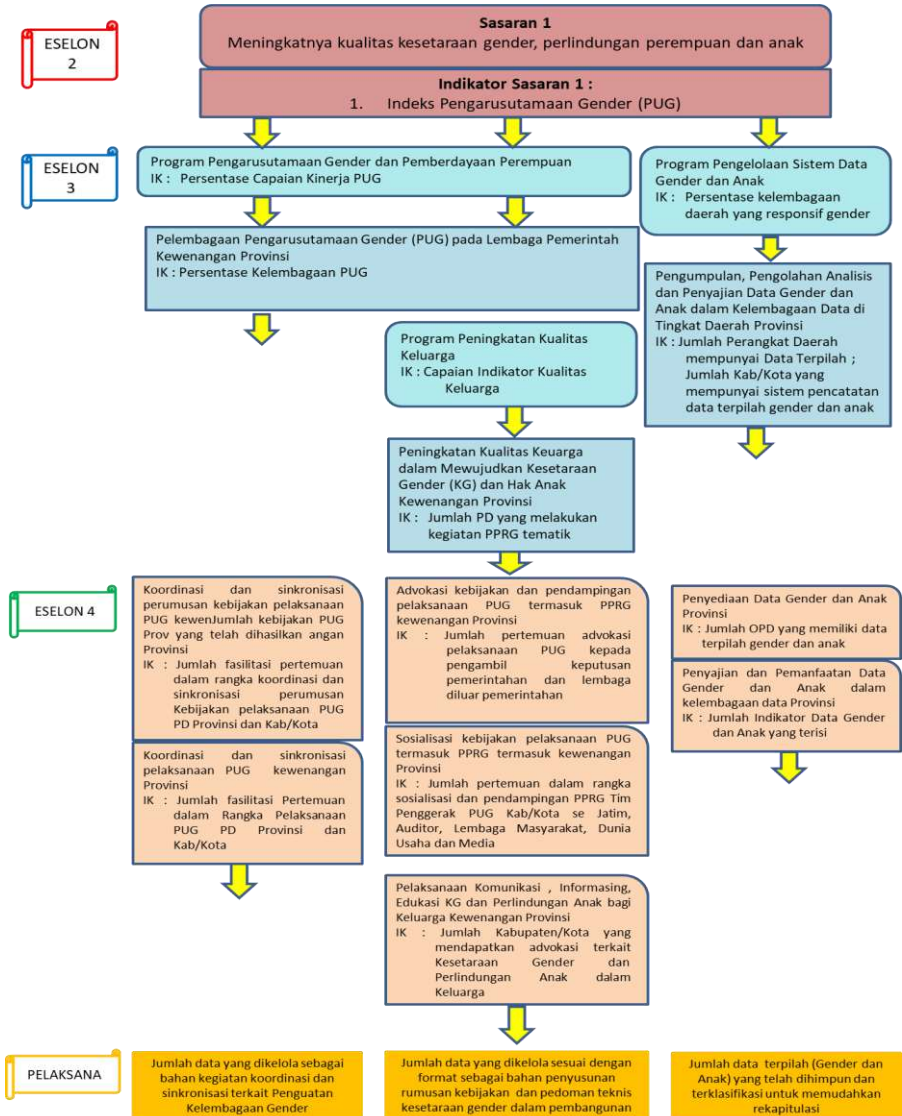 ESELON
2
Sasaran 1
Meningkatnya kualitas kesetaraan gender, perlindungan perempuan dan anak
Indikator Sasaran 1 :
1. Indeks Pengarusutamaan Gender (PUG)
ESELON
3
Program Pengarusutamaan Gender dan Pemberdayaan Perempuan
IK : Persentase Capaian Kinerja PUG
Program Pengelolaan Sistem Data
Gender dan Anak
IK : Persentase kelembagaan
daerah yang responsif gender
Pelembagaan Pengarusutamaan Gender (PUG) pada Lembaga Pemerintah
Kewenangan Provinsi
IK : Persentase Kelembagaan PUG
Pengumpulan, Pengolahan Analisis
dan Penyajian Data Gender dan
Anak dalam Kelembagaan Data di
Tingkat Daerah Provinsi
IK : Jumlah Perangkat Daerah
mempunyai Data Terpilah ;
Jumlah Kab/Kota yang
mempunyai sistem pencatatan
data terpilah gender dan anak
Program Peningkatan Kualitas
Keluarga
IK : Capaian Indikator Kualitas
Keluarga
Peningkatan Kualitas Keuarga
dalam Mewujudkan Kesetaraan
Gender (KG) dan Hak Anak
Kewenangan Provinsi
IK : Jumlah PD yang melakukan
kegiatan PPRG tematik
ESELON 4
Koordinasi dan sinkronisasi
perumusan kebijakan pelaksanaan
PUG kewenJumlah kebijakan PUG
Prov yang telah dihasilkan angan
Provinsi
IK : Jumlah fasilitasi pertemuan
dalam rangka koordinasi dan
sinkronisasi perumusan
Kebijakan pelaksanaan PUG
PD Provinsi dan Kab/Kota
Koordinasi dan sinkronisasi
pelaksanaan PUG kewenangan
Provinsi
IK : Jumlah fasilitasi Pertemuan
dalam Rangka Pelaksanaan
PUG PD Provinsi dan
Kab/Kota
Advokasi kebijakan dan pendampingan
pelaksanaan PUG termasuk PPRG
kewenangan Provinsi
IK : Jumlah pertemuan advokasi
pelaksanaan PUG kepada
pengambil keputusan
pemerintahan dan lembaga
diluar pemerintahan
Sosialisasi kebijakan pelaksanaan PUG
termasuk PPRG termasuk kewenangan
Provinsi
IK : Jumlah pertemuan dalam rangka
sosialisasi dan pendampingan PPRG Tim
Penggerak PUG Kab/Kota se Jatim,
Auditor, Lembaga Masyarakat, Dunia
Usaha dan Media
Pelaksanaan Komunikasi , Informasing,
Edukasi KG dan Perlindungan Anak bagi
Keluarga Kewenangan Provinsi
IK : Jumlah Kabupaten/Kota yang
mendapatkan advokasi terkait
Kesetaraan Gender dan
Perlindungan Anak dalam
Keluarga
Penyediaan Data Gender dan Anak
Provinsi
IK : Jumlah OPD yang memiliki data
terpilah gender dan anak
Penyajian dan Pemanfaatan Data
Gender dan Anak dalam
kelembagaan data Provinsi
IK : Jumlah Indikator Data Gender
dan Anak yang terisi
PELAKSANA
Jumlah data yang dikelola sebagai
bahan kegiatan koordinasi dan
sinkronisasi terkait Penguatan
Kelembagaan Gender
Jumlah data yang dikelola sesuai dengan
format sebagai bahan penyusunan
rumusan kebijakan dan pedoman teknis
kesetaraan gender dalam pembangunan
Jumlah data terpilah (Gender dan
Anak) yang telah dihimpun dan
terklasifikasi untuk memudahkan
rekapitulasi